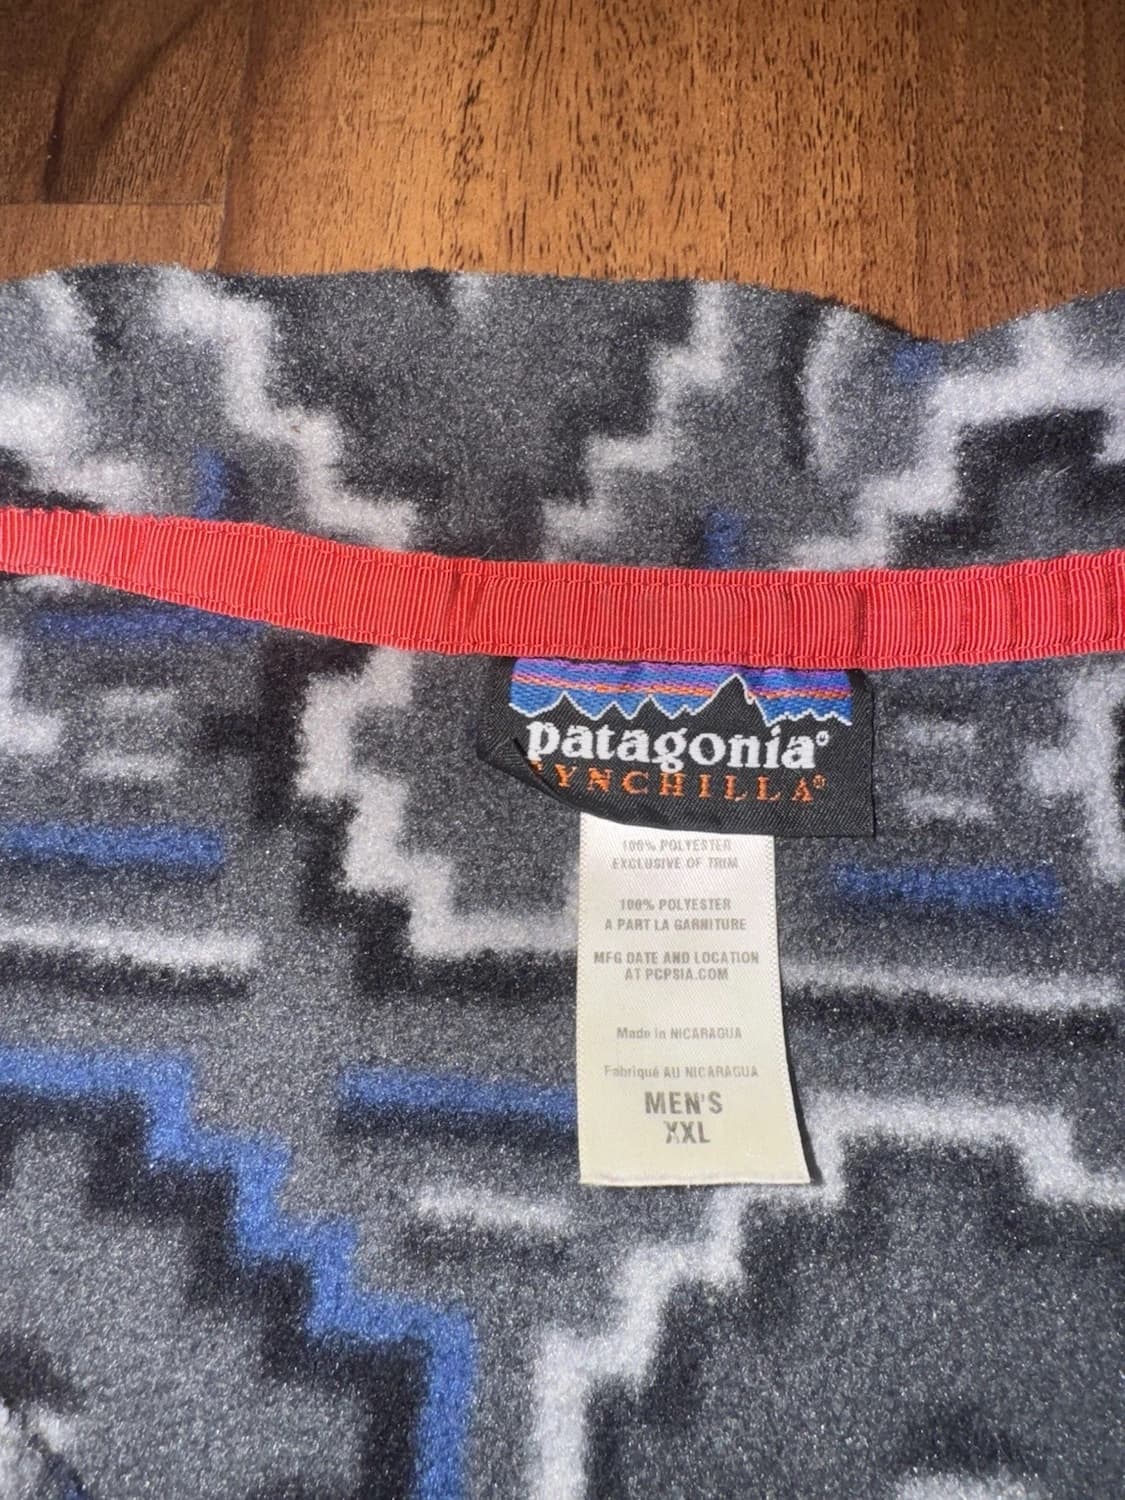 patagonia®
SYNCHILLA®
100% POLYESTER
EXCLUSIVE OF TRIM
100% POLYESTER
A PART LA GARNITURE
MFG DATE AND LOCATION
AT PCPSIA.COM
Made in NICARAGUA
Fabriqué AU NICARAGUA
MEN'S
XXL